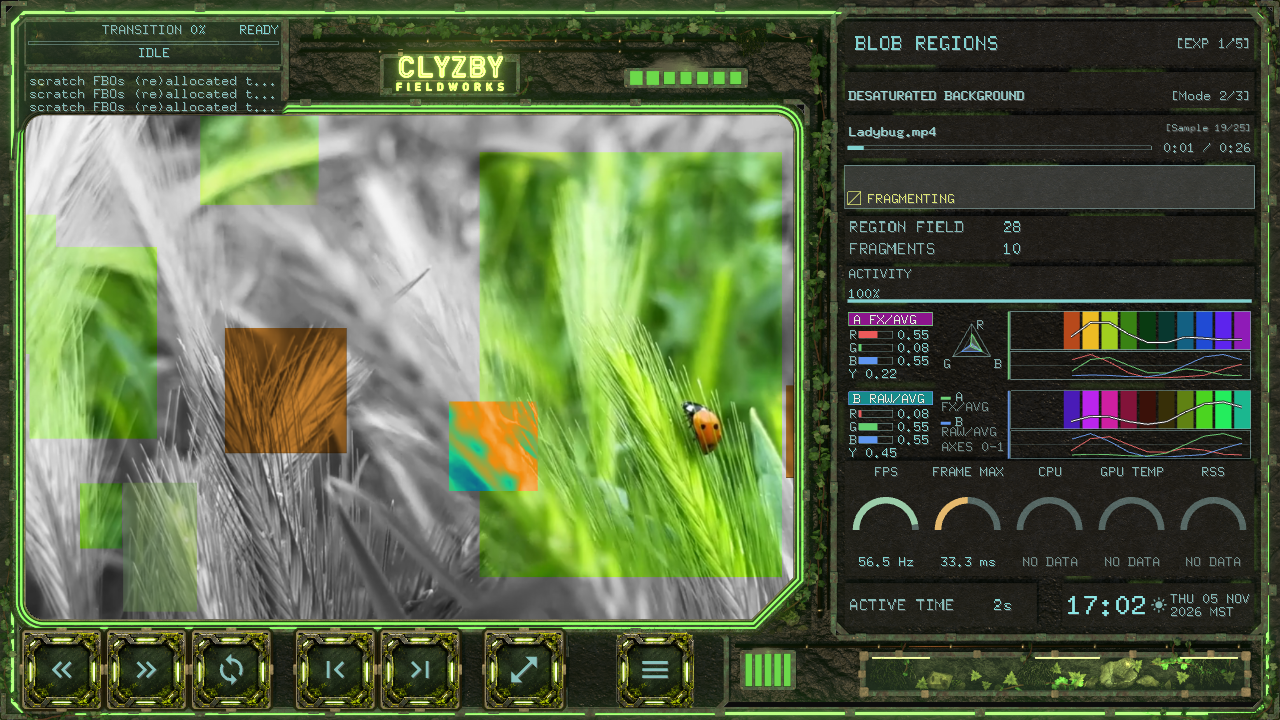 TRANSITION 0% READY
IDLE
scratch FBOs (re)allocated t...
scratch FBOs (re)allocated t...
scratch FBOs (re)allocated t...
CLYZBY
FIELDWORKS
BLOB REGIONS [EXP 1/5]
DESATURATED BACKGROUND [Mode 2/3]
Ladybug.mp4 [Sample 19/25]
0:01 / 0:26
FRAGMENTING
REGION FIELD 28
FRAGMENTS 10
ACTIVITY
100%
A FX/AVG
R 0.55
G 0.08
B 0.55
Y 0.22
R
G B
B RAW/AVG
R 0.08
G 0.55
B 0.55
Y 0.45
A
FX/AVG
B
RAW/AVG
AXES 0-1
FPS FRAME MAX CPU GPU TEMP RSS
56.5 Hz 33.3 ms NO DATA NO DATA NO DATA
ACTIVE TIME 2s
17:02 THU 05 NOV
2026 MST